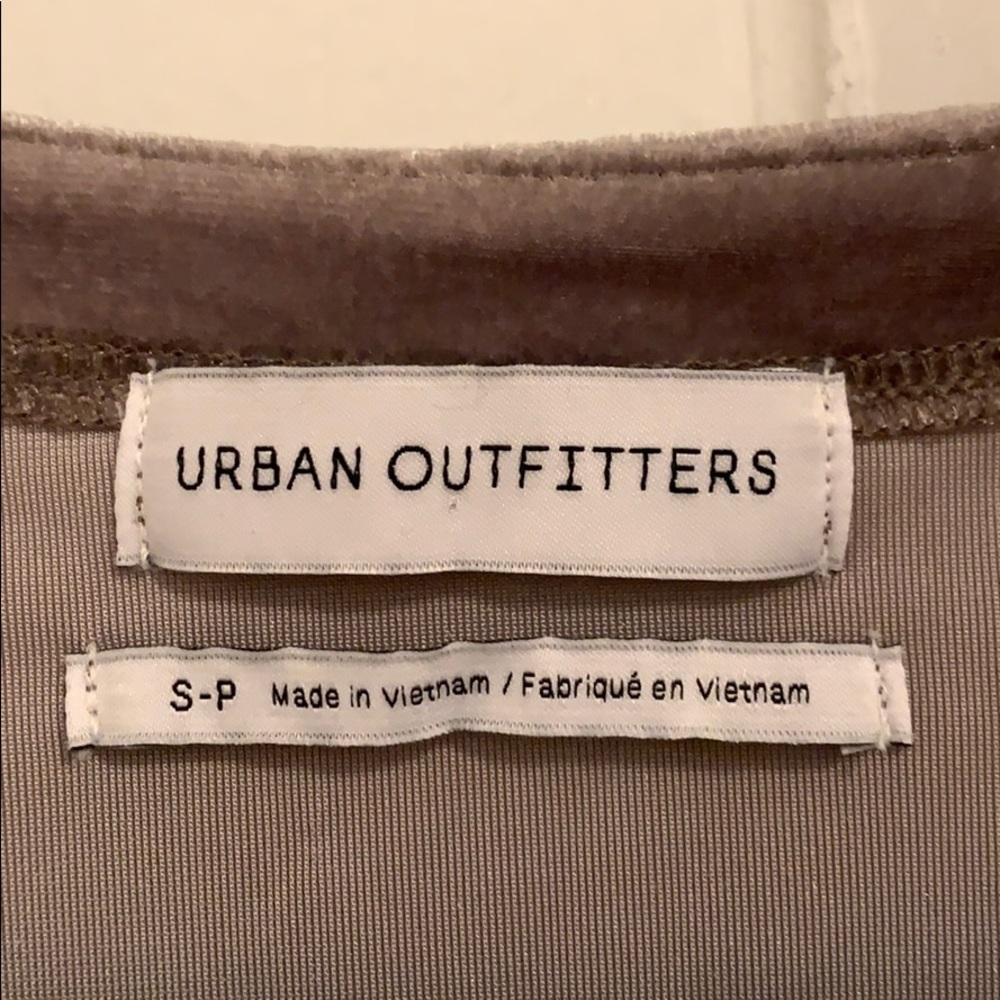 URBAN OUTFITTERS
S-P Made in Vietnam / Fabriqué en Vietnam